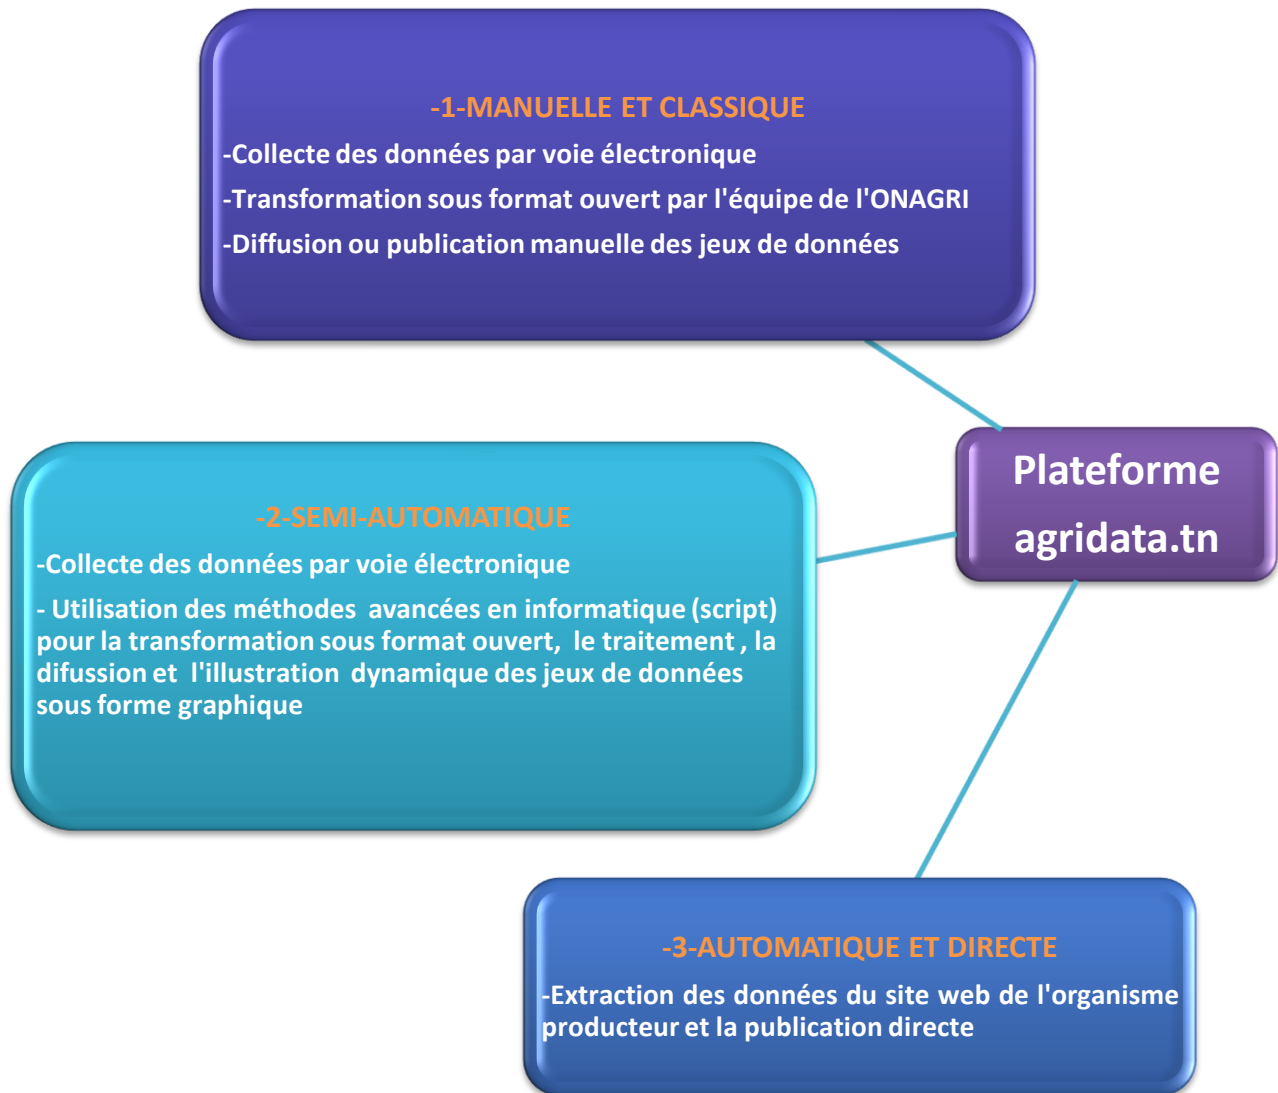 -1-MANUELLE ET CLASSIQUE
-Collecte des données par voie électronique
-Transformation sous format ouvert par l'équipe de l'ONAGRI
-Diffusion ou publication manuelle des jeux de données
Plateforme
agridata.tn
-2-SEMI-AUTOMATIQUE
-Collecte des données par voie électronique
- Utilisation des méthodes avancées en informatique (script)
pour la transformation sous format ouvert, le traitement , la
difussion et l'illustration dynamique des jeux de données
sous forme graphique
-3-AUTOMATIQUE ET DIRECTE
-Extraction des données du site web de l'organisme
producteur et la publication directe